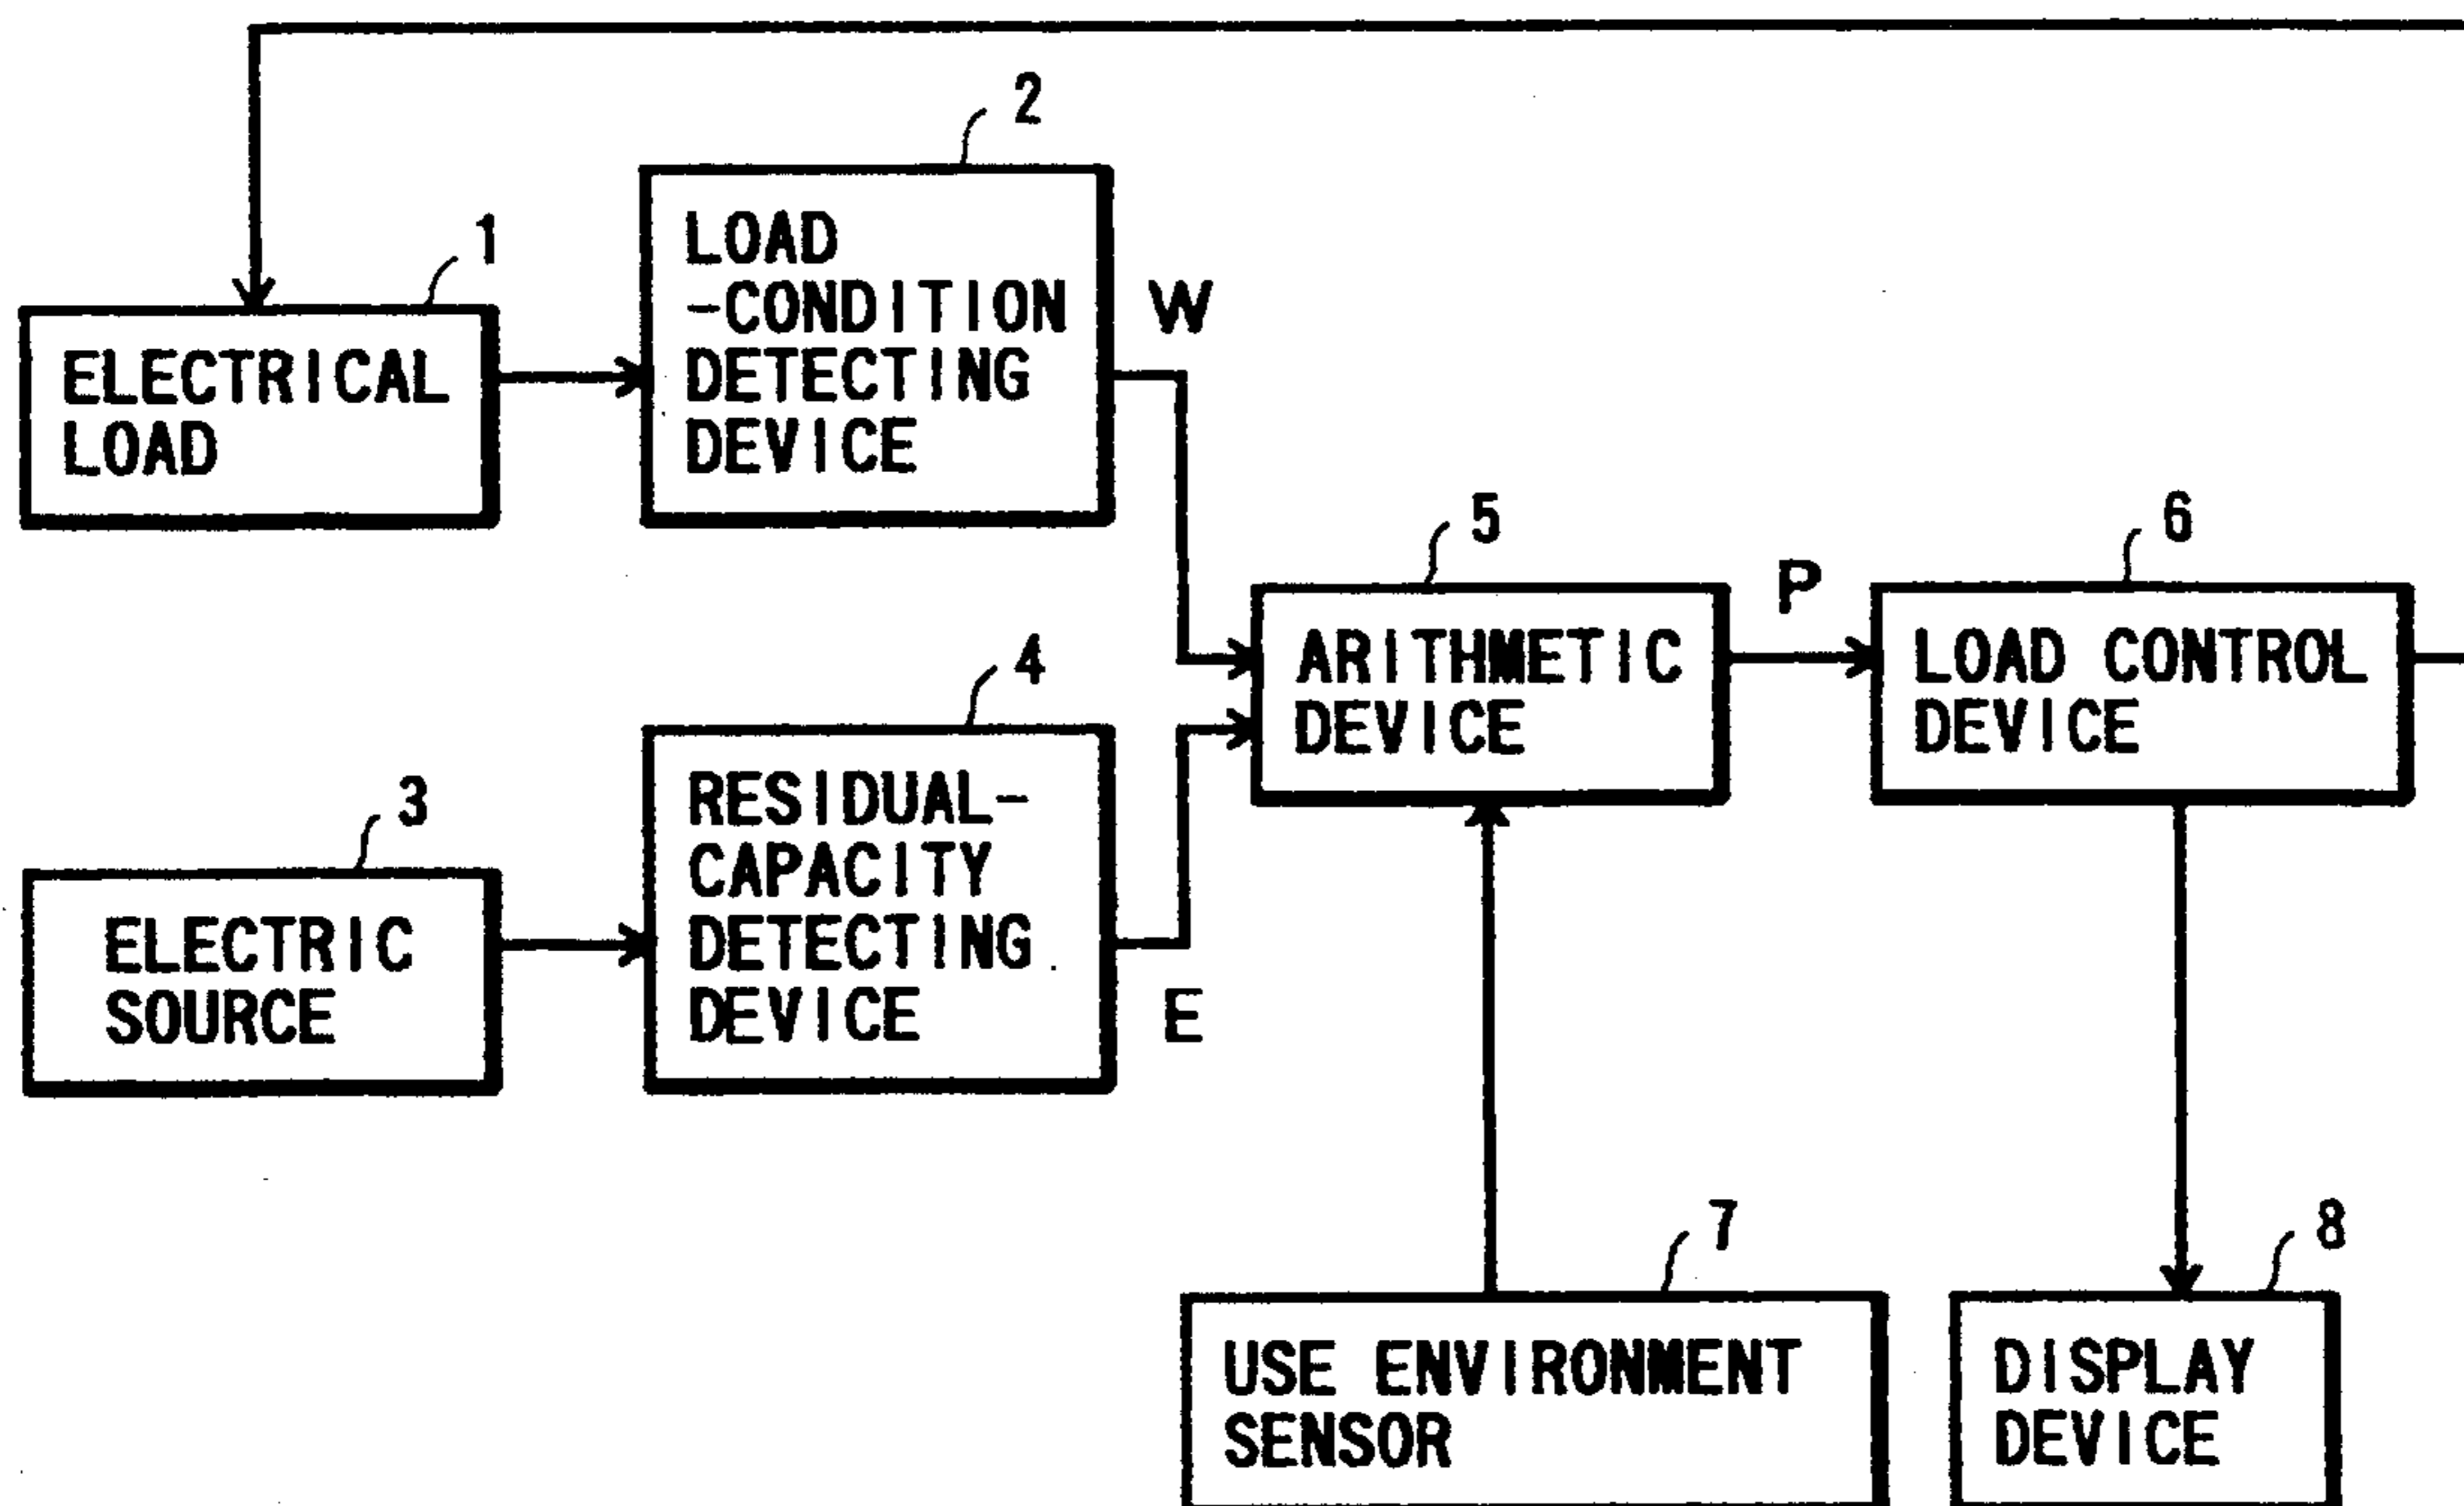 2
1
LOAD
-CONDITION
DETECTING
DEVICE
W
ELECTRICAL
LOAD
5
6
P
ARITHMETIC
DEVICE
LOAD CONTROL
DEVICE
4
3
RESIDUAL-
CAPACITY
DETECTING
DEVICE
E
ELECTRIC
SOURCE
7
8
USE ENVIRONMENT
SENSOR
DISPLAY
DEVICE